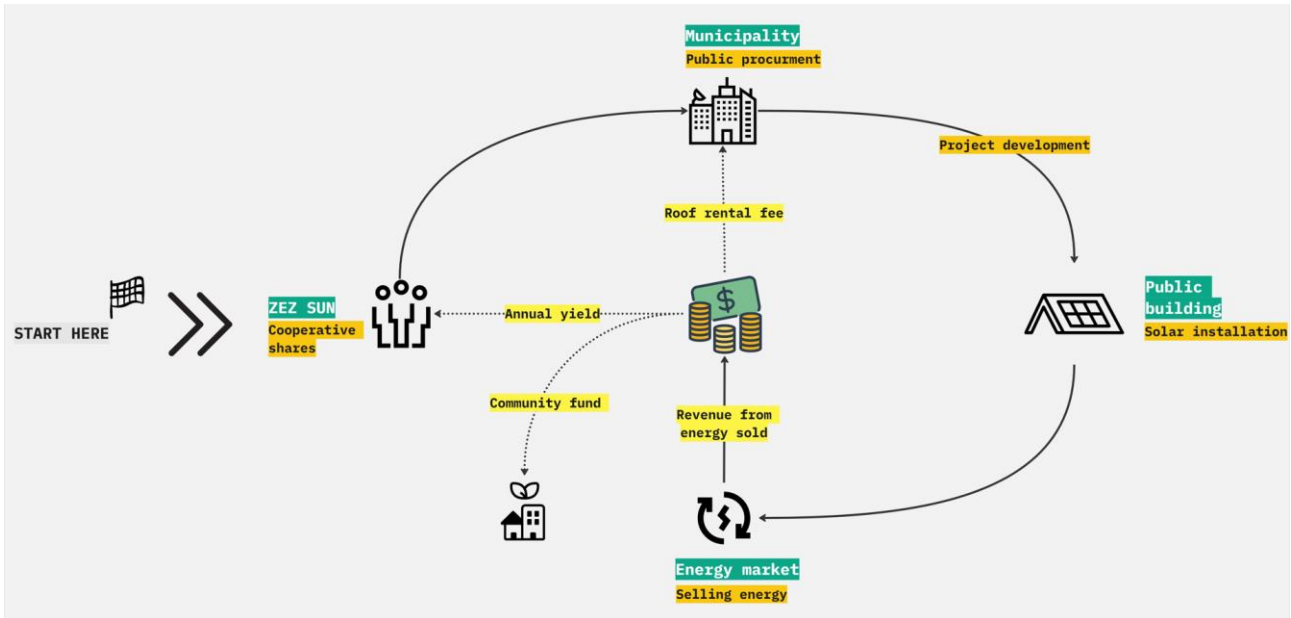 Municipality
Public procurment
Project development
Roof rental fee
START HERE
ZEZ SUN
Cooperative
shares
Annual yield
$
Public
building
Solar installation
Community fund
Revenue from
energy sold
Energy market
Selling energy